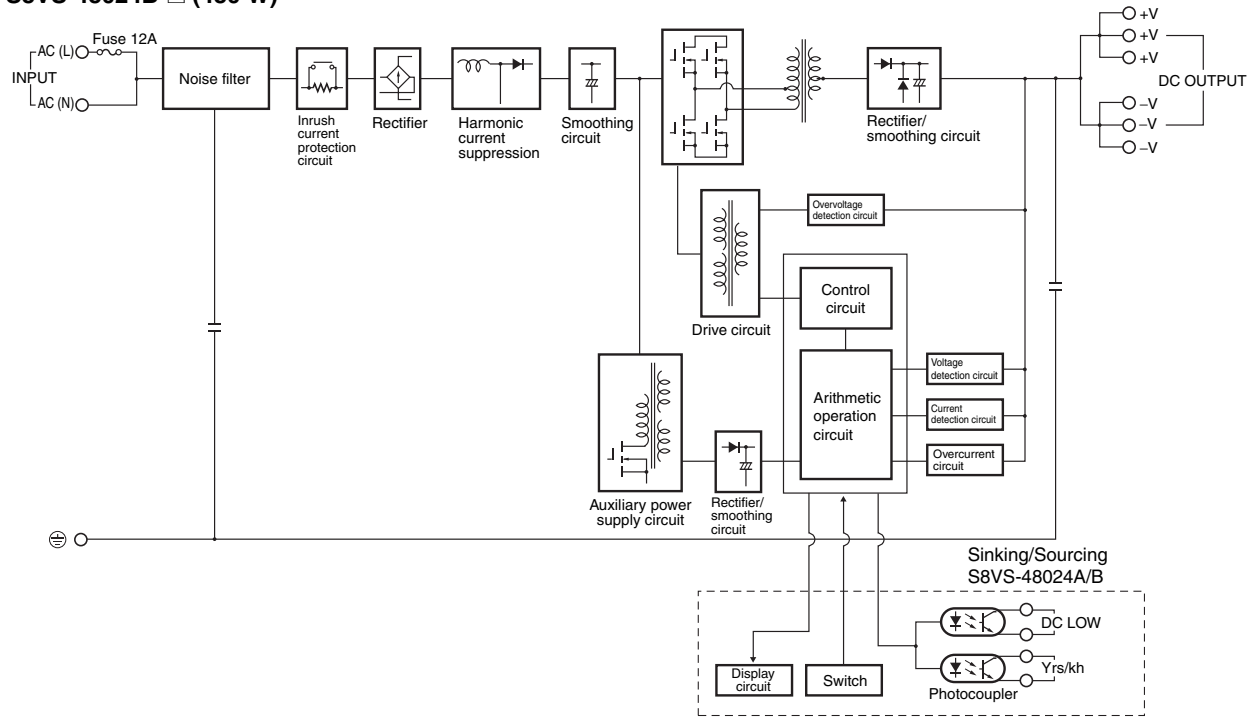 AC (L)
Fuse 12A
INPUT
AC (N)
Noise filter
Inrush
current
protection
circuit
Rectifier
Harmonic
current
suppression
Smoothing
circuit
Rectifier/
smoothing circuit
+V
+V
+V
DC OUTPUT
–V
–V
–V
Overvoltage
detection circuit
Drive circuit
Control
circuit
Arithmetic
operation
circuit
Voltage
detection circuit
Current
detection circuit
Overcurrent
circuit
Auxiliary power
supply circuit
Rectifier/
smoothing
circuit
Sinking/Sourcing
S8VS-48024A/B
Display
circuit
Switch
DC LOW
Yrs/kh
Photocoupler